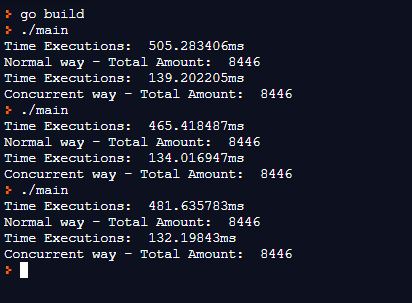 > go build
> ./main
Time Executions:  505.283406ms
Normal way - Total Amount:  8446
Time Executions:  139.202205ms
Concurrent way - Total Amount:  8446
> ./main
Time Executions:  465.418487ms
Normal way - Total Amount:  8446
Time Executions:  134.016947ms
Concurrent way - Total Amount:  8446
> ./main
Time Executions:  481.635783ms
Normal way - Total Amount:  8446
Time Executions:  132.19843ms
Concurrent way - Total Amount:  8446
>